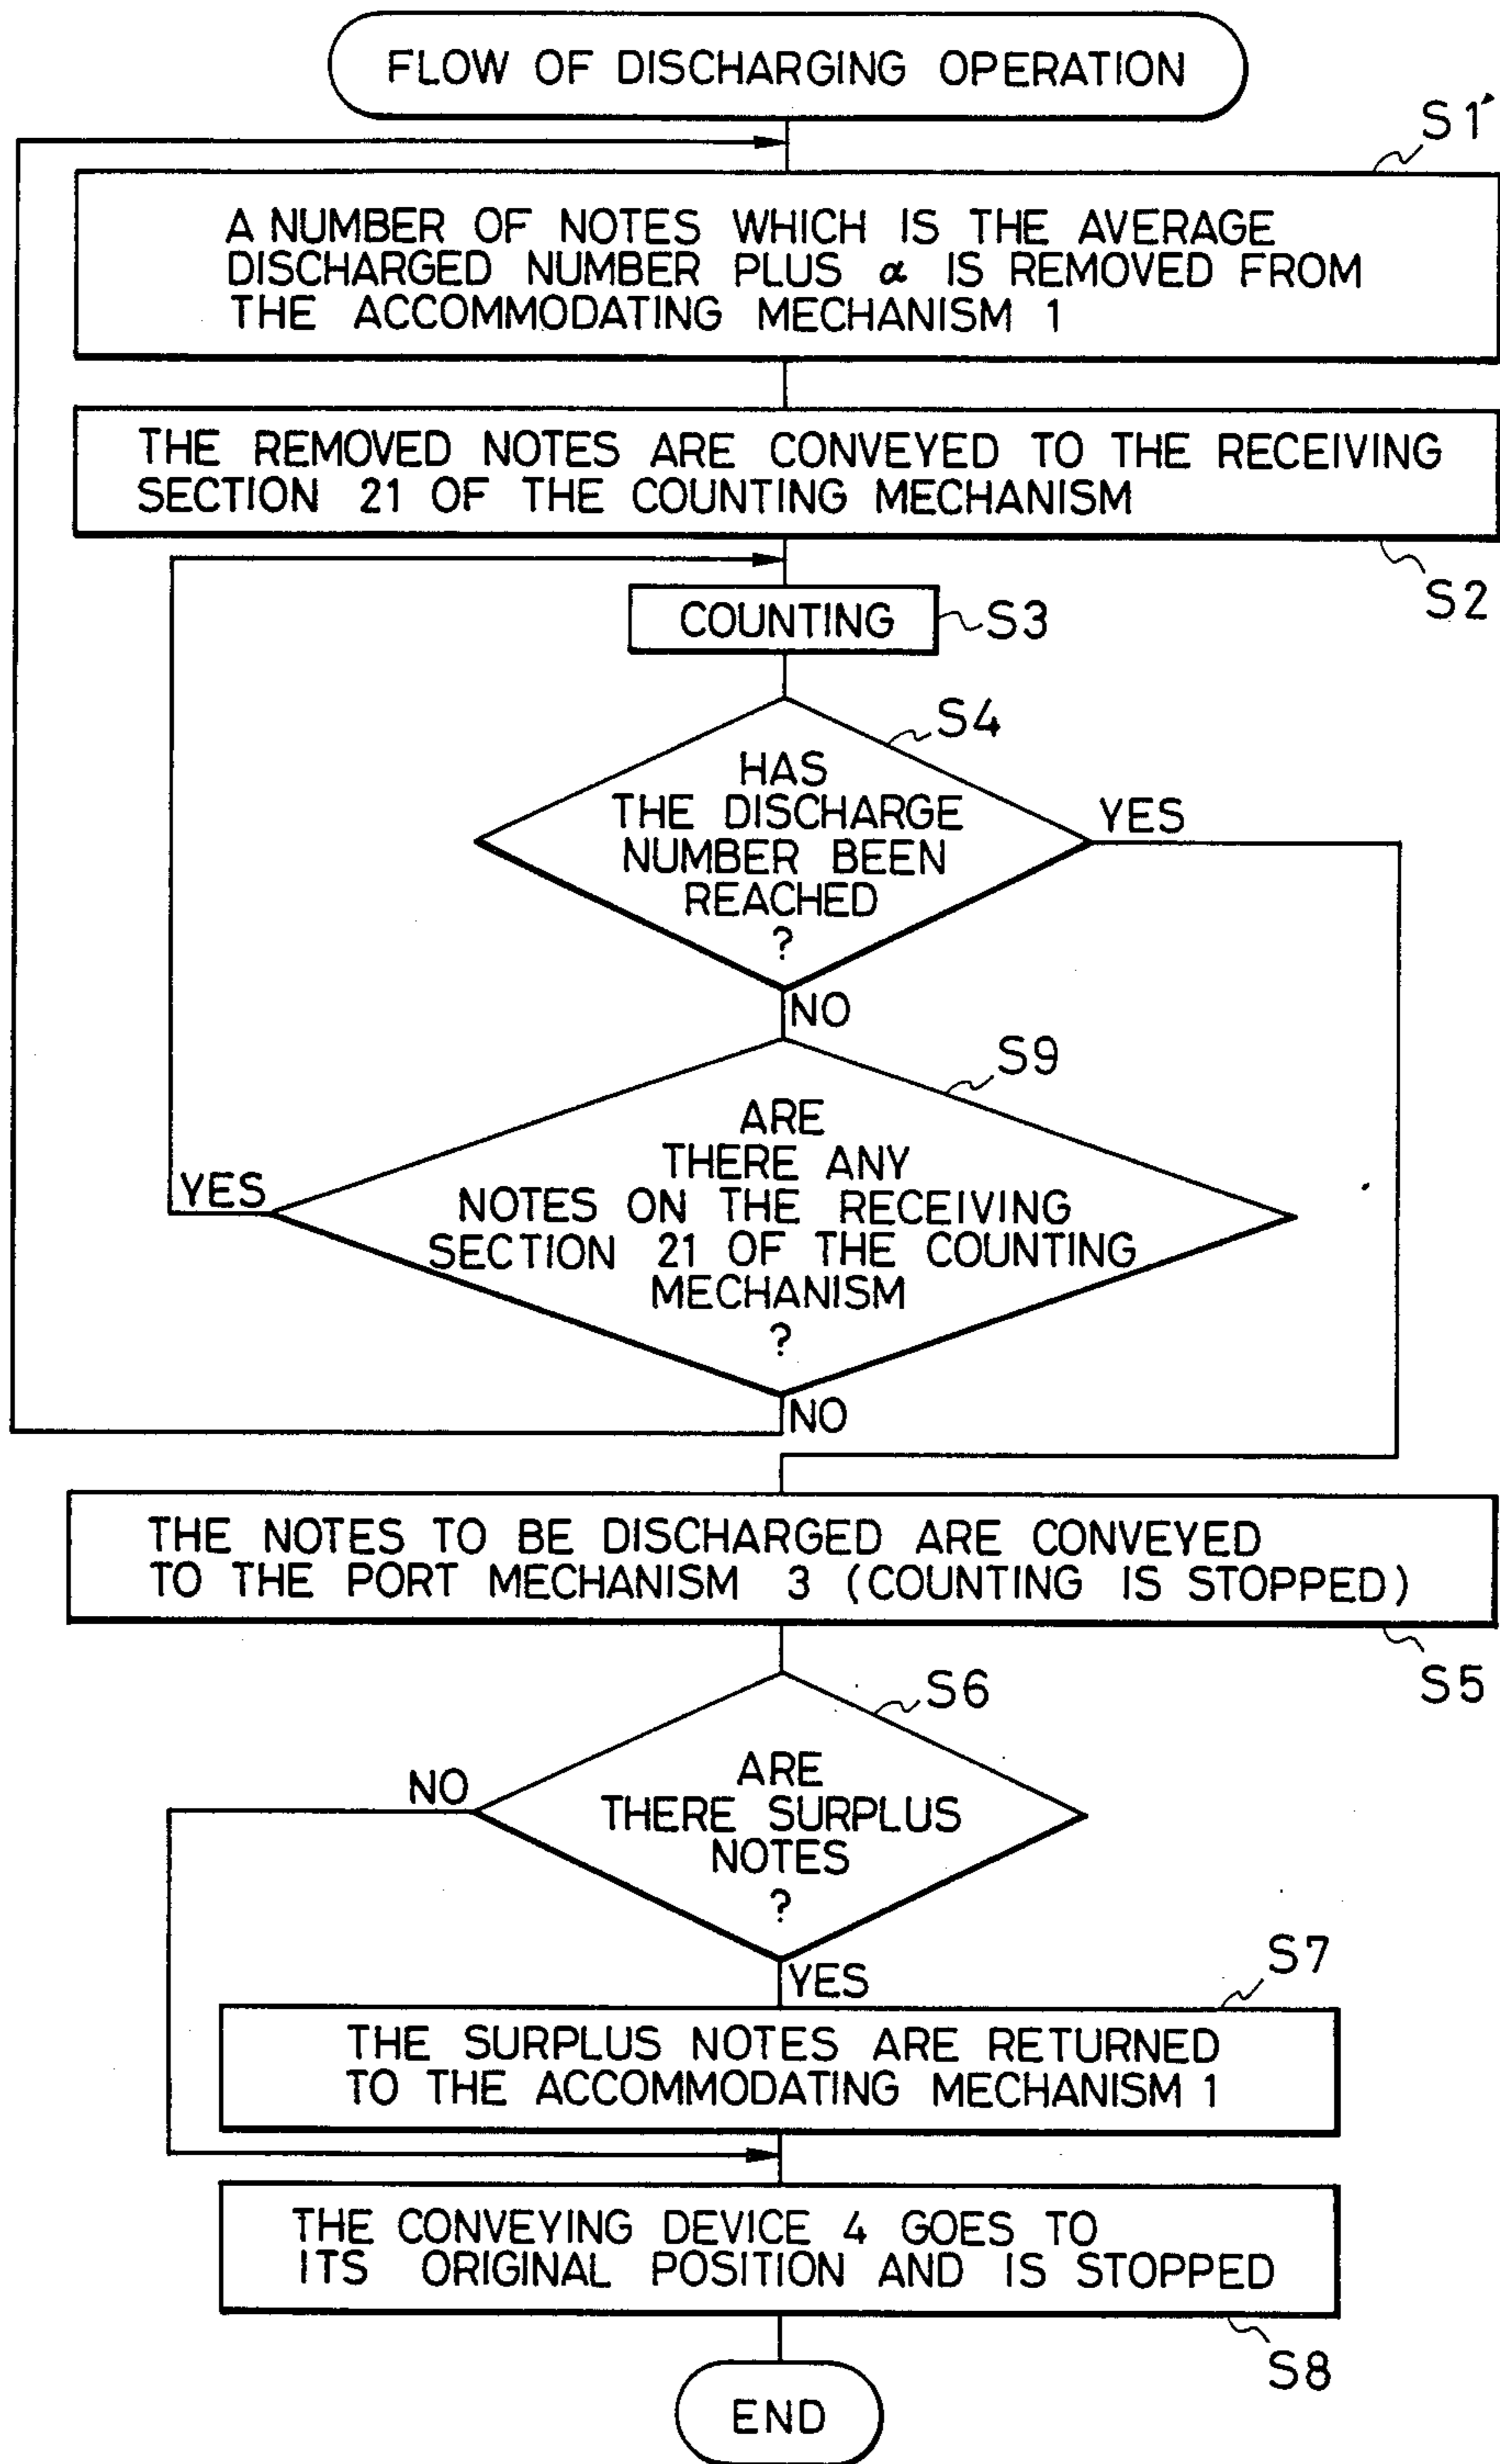 FLOW OF DISCHARGING OPERATION
S1'
A NUMBER OF NOTES WHICH IS THE AVERAGE
DISCHARGED NUMBER PLUS α IS REMOVED FROM
THE ACCOMMODATING MECHANISM 1
THE REMOVED NOTES ARE CONVEYED TO THE RECEIVING
SECTION 21 OF THE COUNTING MECHANISM
S2
COUNTING
S3
S4
HAS
THE DISCHARGE
NUMBER BEEN
REACHED
?
YES
NO
S9
ARE
THERE ANY
NOTES ON THE RECEIVING
SECTION 21 OF THE COUNTING
MECHANISM
?
YES
NO
THE NOTES TO BE DISCHARGED ARE CONVEYED
TO THE PORT MECHANISM 3 (COUNTING IS STOPPED)
S5
S6
ARE
THERE SURPLUS
NOTES
?
NO
YES
S7
THE SURPLUS NOTES ARE RETURNED
TO THE ACCOMMODATING MECHANISM 1
THE CONVEYING DEVICE 4 GOES TO
ITS ORIGINAL POSITION AND IS STOPPED
S8
END